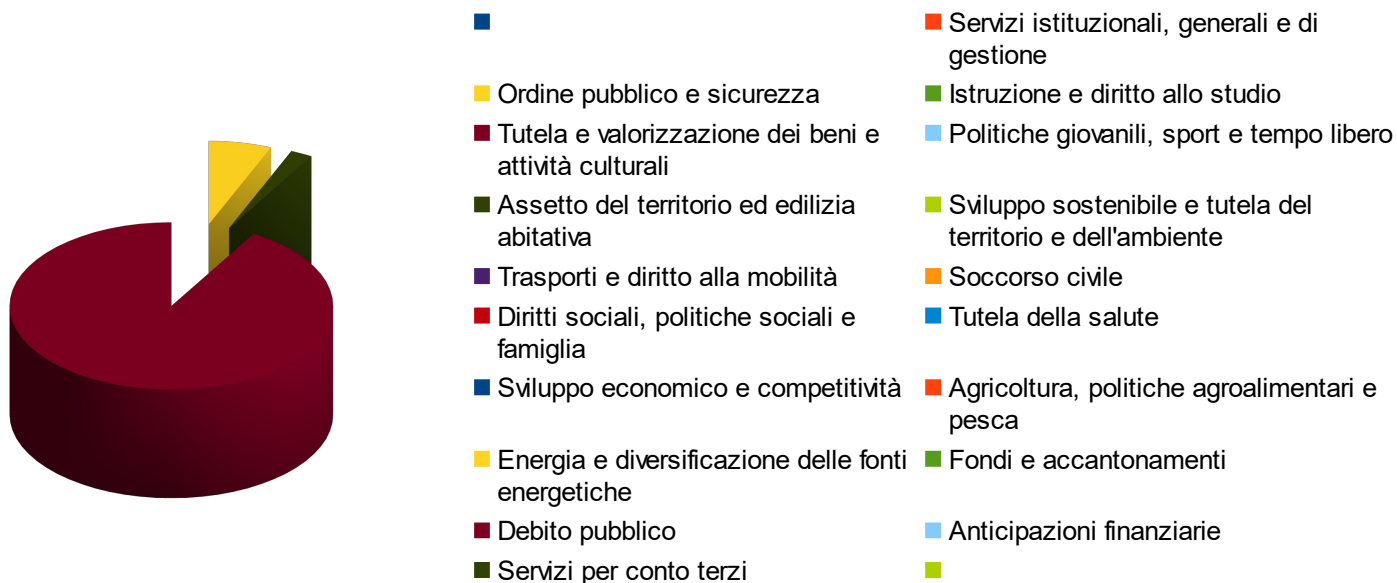 Servizi istituzionali, generali e di
gestione
Ordine pubblico e sicurezza
Istruzione e diritto allo studio
Tutela e valorizzazione dei beni e
attività culturali
Politiche giovanili, sport e tempo libero
Assetto del territorio ed edilizia
abitativa
Sviluppo sostenibile e tutela del
territorio e dell'ambiente
Trasporti e diritto alla mobilità
Soccorso civile
Diritti sociali, politiche sociali e
famiglia
Tutela della salute
Sviluppo economico e competitività
Agricoltura, politiche agroalimentari e
pesca
Energia e diversificazione delle fonti
energetiche
Fondi e accantonamenti
Debito pubblico
Anticipazioni finanziarie
Servizi per conto terzi